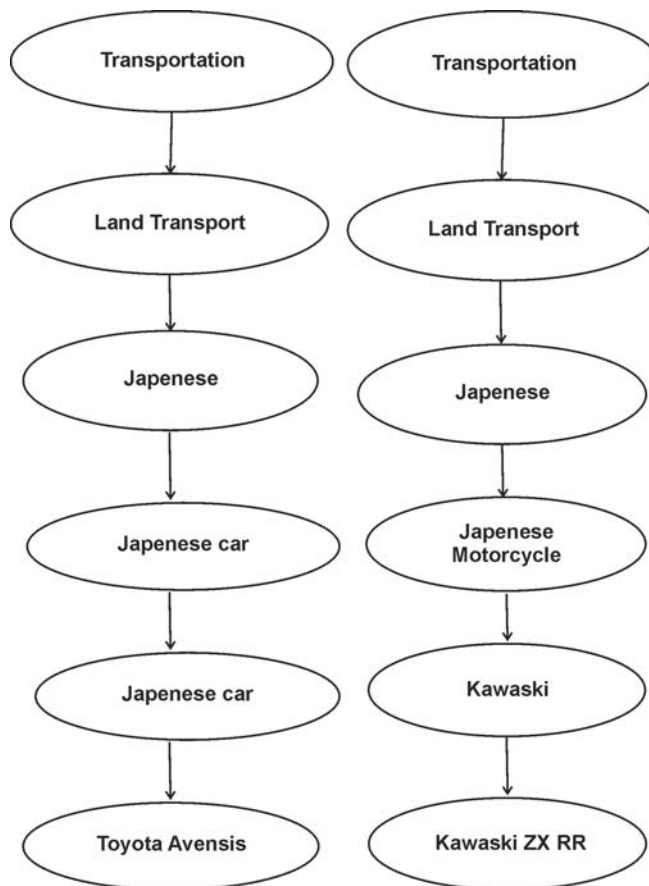 Transportation
Land Transport
Japenese
Japenese car
Japenese car
Toyota Avensis
Transportation
Land Transport
Japenese
Japenese
Motorcycle
Kawaski
Kawaski ZX RR